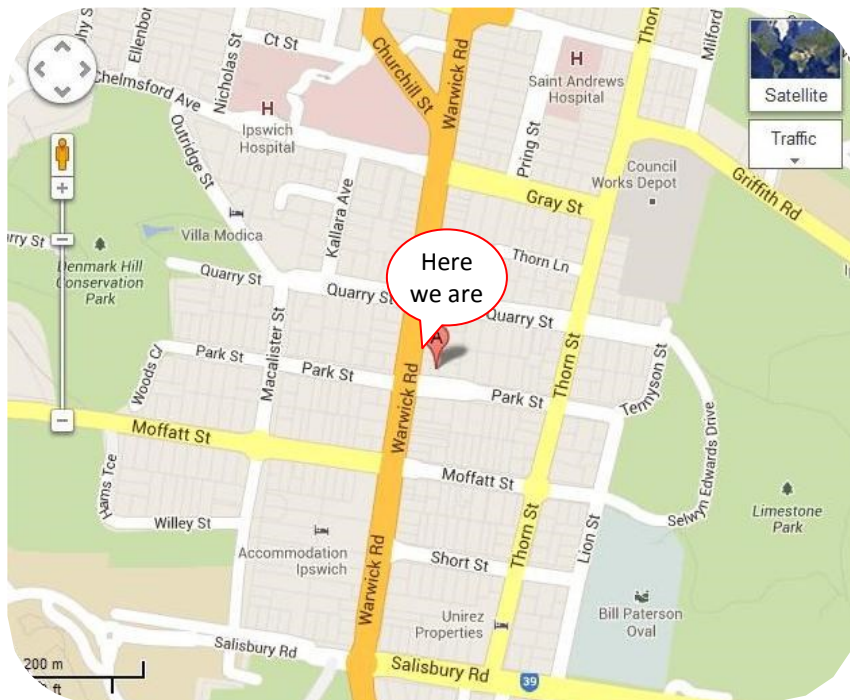 Ellenbor
Nicholas St
Ct St
Churchill St
Warwick Rd
H
Saint Andrews
Hospital
Thorn
Milford
Satellite
Traffic
Chelmsford Ave
H
Ipswich
Hospital
Outridge St
Pring St
Council
Works Depot
Gray St
Griffith Rd
Kallara Ave
Villa Modica
Denmark Hill
Conservation
Park
Quarry St
Quarry St
Thorn Ln
Here
we are
A
Quarry St
Macalister St
Woods Cl
Park St
Park St
Warwick Rd
Park St
Thorn St
Tennyson St
Moffatt St
Moffatt St
Selwyn Edwards Drive
Limestone
Park
Hams Tce
Willey St
Accommodation
Ipswich
Warwick Rd
Short St
Thorn St
Lion St
Unirez
Properties
Bill Paterson
Oval
Salisbury Rd
Salisbury Rd
39
200 m
ft